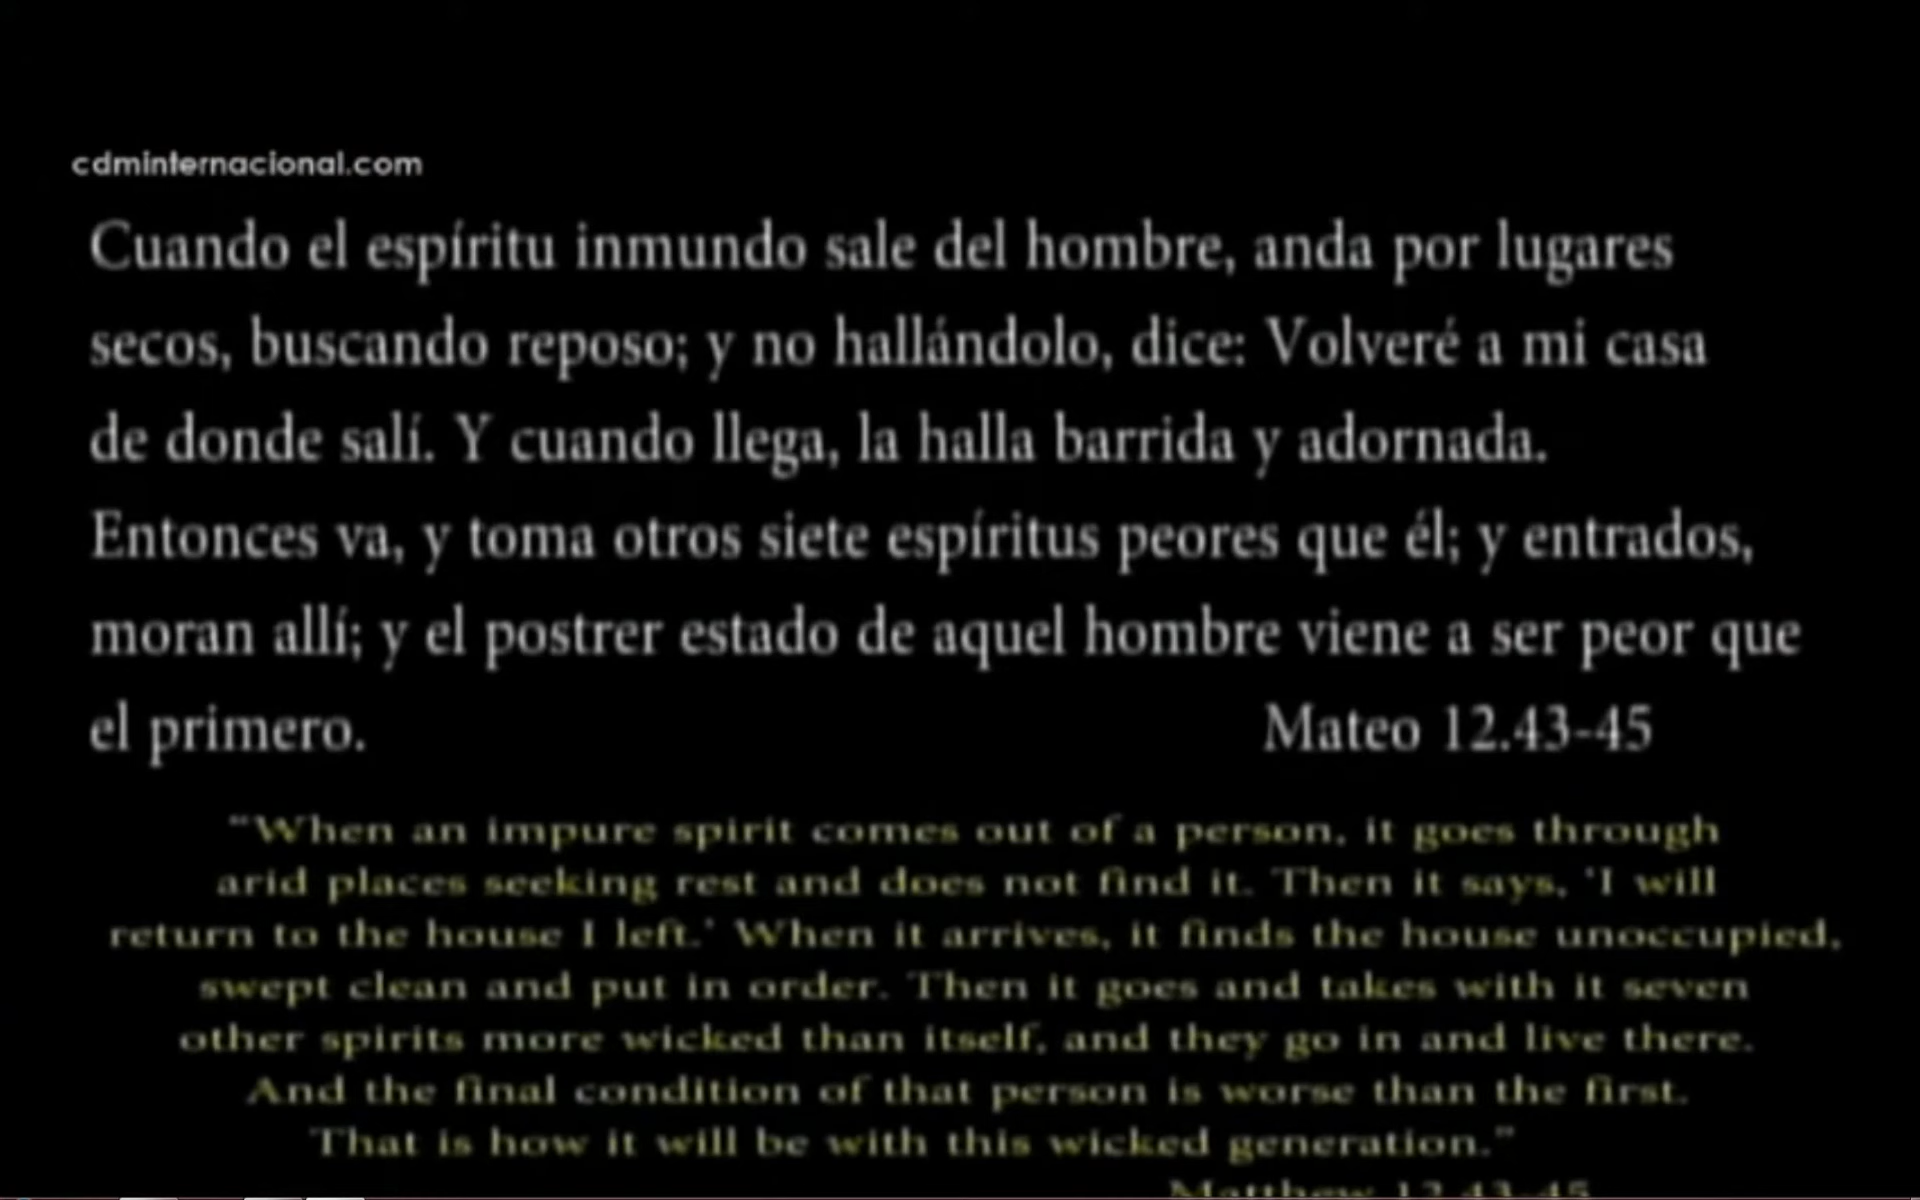 cdminternacional.com
Cuando el espíritu inmundo sale del hombre, anda por lugares
secos, buscando reposo; y no hallándolo, dice: Volveré a mi casa
de donde salí. Y cuando llega, la halla barrida y adornada.
Entonces va, y toma otros siete espíritus peores que él; y entrados,
moran allí; y el postrer estado de aquel hombre viene a ser peor que
el primero. Mateo 12.43-45
"When an impure spirit comes out of a person, it goes through
arid places seeking rest and does not find it. Then it says, 'I will
return to the house I left.' When it arrives, it finds the house unoccupied,
swept clean and put in order. Then it goes and takes with it seven
other spirits more wicked than itself, and they go in and live there.
And the final condition of that person is worse than the first.
That is how it will be with this wicked generation."
Matthew 12.43-45